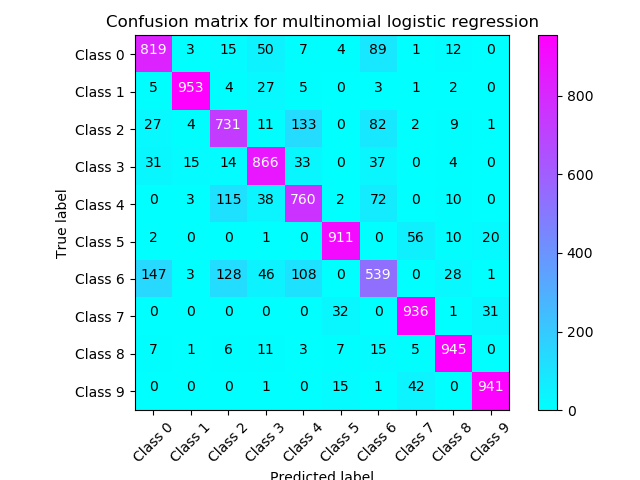 Confusion matrix for multinomial logistic regression
Class 0 819 3 15 50 7 4 89 1 12 0
Class 1 5 953 4 27 5 0 3 1 2 0
Class 2 27 4 731 11 133 0 82 2 9 1
Class 3 31 15 14 866 33 0 37 0 4 0
Class 4 0 3 115 38 760 2 72 0 10 0
Class 5 2 0 0 1 0 911 0 56 10 20
Class 6 147 3 128 46 108 0 539 0 28 1
Class 7 0 0 0 0 0 32 0 936 1 31
Class 8 7 1 6 11 3 7 15 5 945 0
Class 9 0 0 0 1 0 15 1 42 0 941
True label
Class 0 Class 1 Class 2 Class 3 Class 4 Class 5 Class 6 Class 7 Class 8 Class 9
Predicted label
800
600
400
200
0